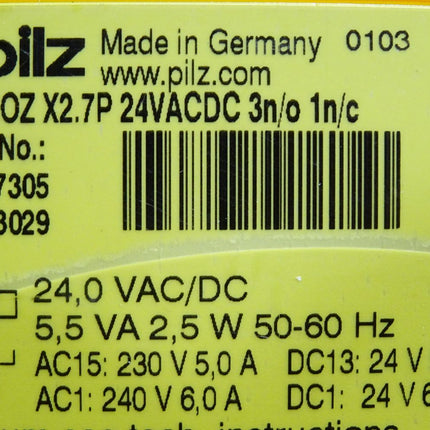 pilz Made in Germany 0103
www.pilz.com
OZ X2.7P 24VACDC 3n/o 1n/c
No.:
7305
3029
24,0 VAC/DC
5,5 VA 2,5 W 50-60 Hz
AC15: 230 V 5,0 A DC13: 24 V
AC1: 240 V 6,0 A DC1: 24 V 6